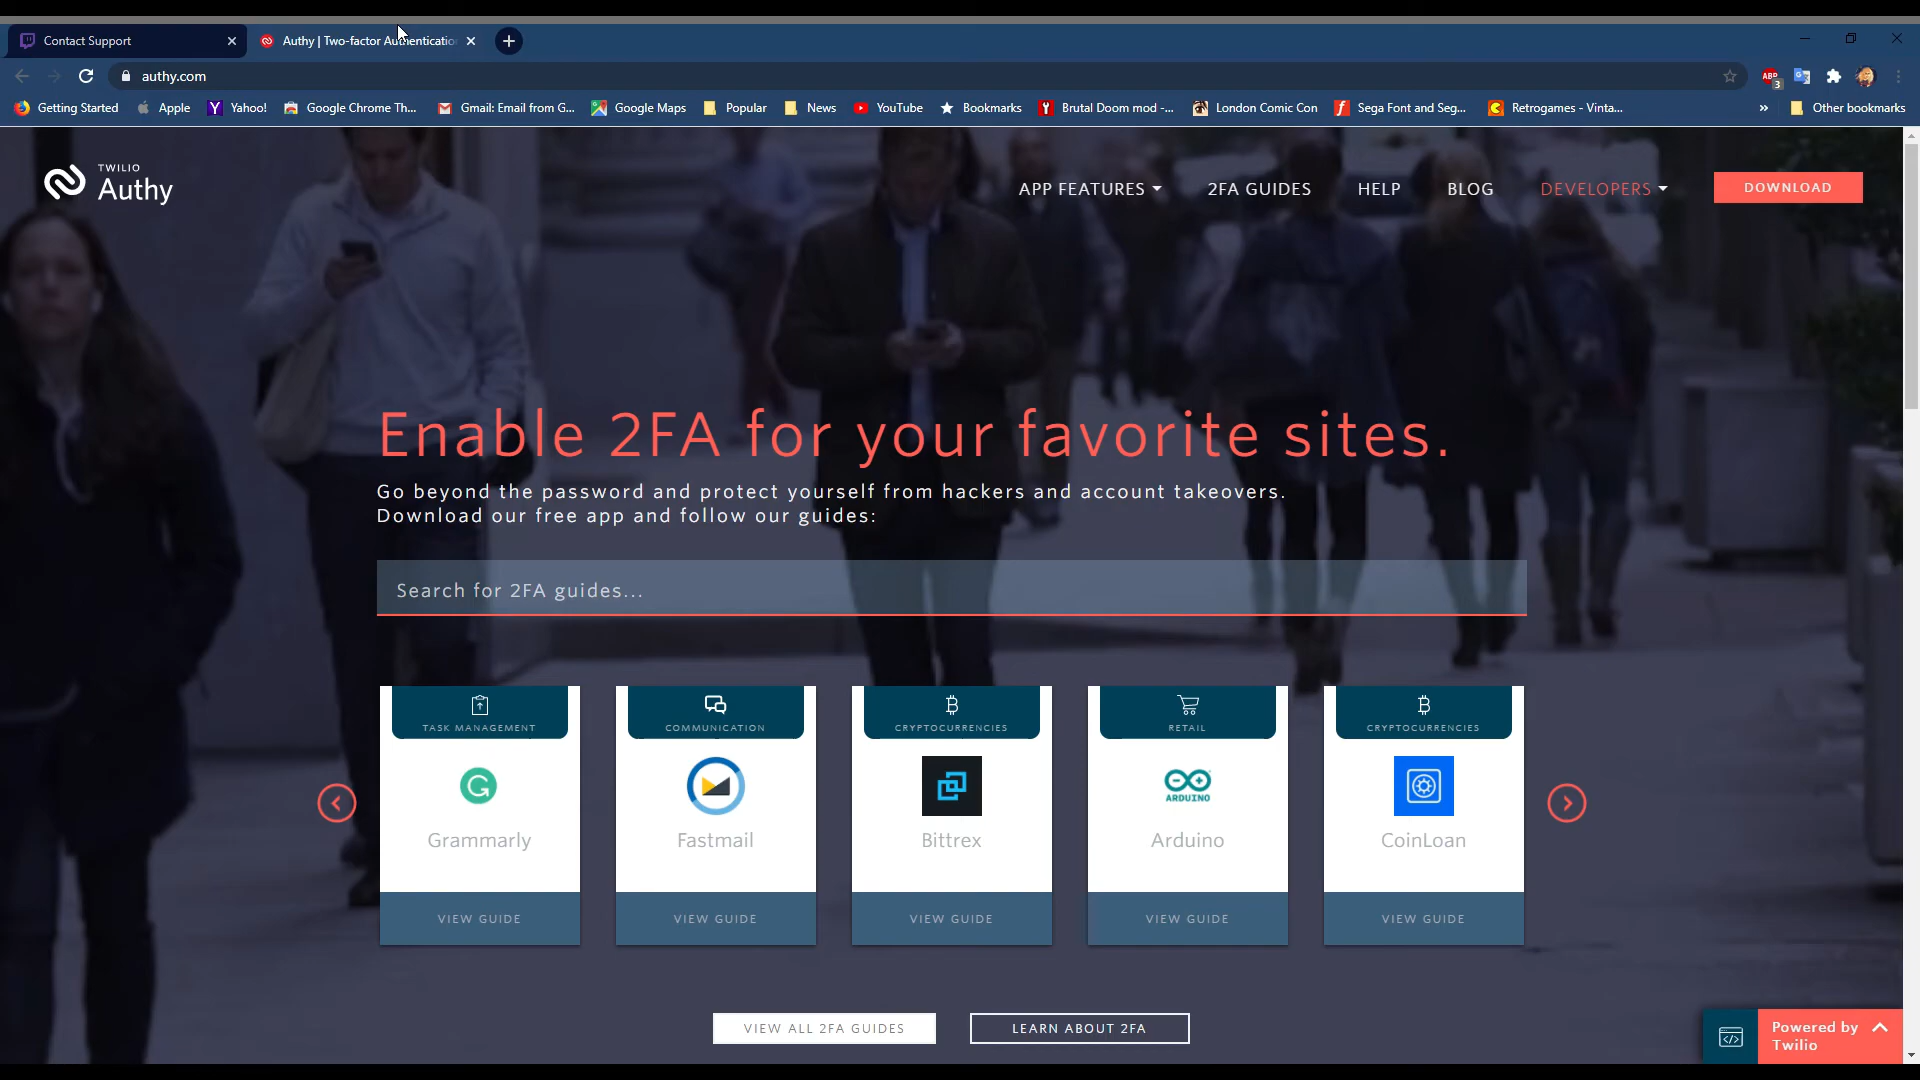 Contact Support
Authy | Two-factor Authenticatio
authy.com
ABP
3
Getting Started
Apple
Yahoo!
Google Chrome Th...
Gmail: Email from G...
Google Maps
Popular
News
YouTube
Bookmarks
Brutal Doom mod -...
London Comic Con
Sega Font and Seg...
Retrogames - Vinta...
»
Other bookmarks
TWILIO
Authy
APP FEATURES
2FA GUIDES
HELP
BLOG
DEVELOPERS
DOWNLOAD
Enable 2FA for your favorite sites.
Go beyond the password and protect yourself from hackers and account takeovers.
Download our free app and follow our guides:
Search for 2FA guides...
TASK MANAGEMENT
COMMUNICATION
CRYPTOCURRENCIES
RETAIL
CRYPTOCURRENCIES
ARDUINO
Grammarly
Fastmail
Bittrex
Arduino
CoinLoan
VIEW GUIDE
VIEW GUIDE
VIEW GUIDE
VIEW GUIDE
VIEW GUIDE
VIEW ALL 2FA GUIDES
LEARN ABOUT 2FA
Powered by
Twilio